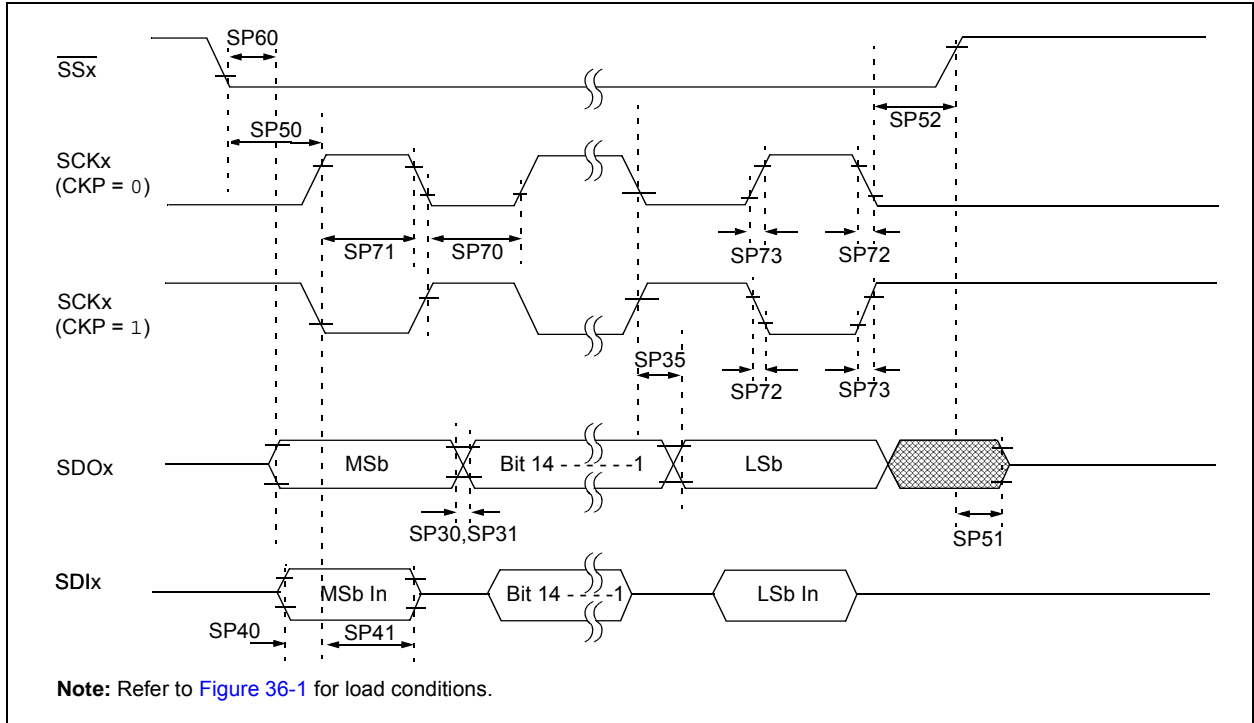 SP60
SSx
SP50
SP52
SCKx
(CKP = 0)
SP71
SP70
SP73
SP72
SCKx
(CKP = 1)
SP35
SP72
SP73
SDOx
MSb
Bit 14 - - - - - -1
LSb
SP30,SP31
SP51
SDIx
MSb In
Bit 14 - - - -1
LSb In
SP40
SP41
Note: Refer to Figure 36-1 for load conditions.